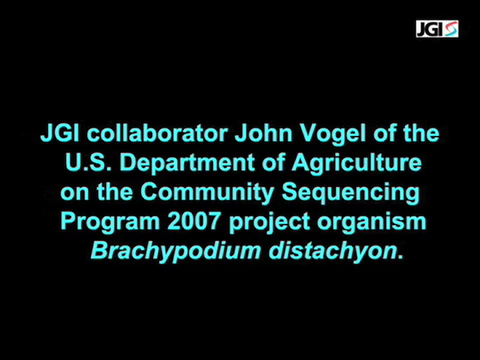 JGI
JGI collaborator John Vogel of the
U.S. Department of Agriculture
on the Community Sequencing
Program 2007 project organism
Brachypodium distachyon.